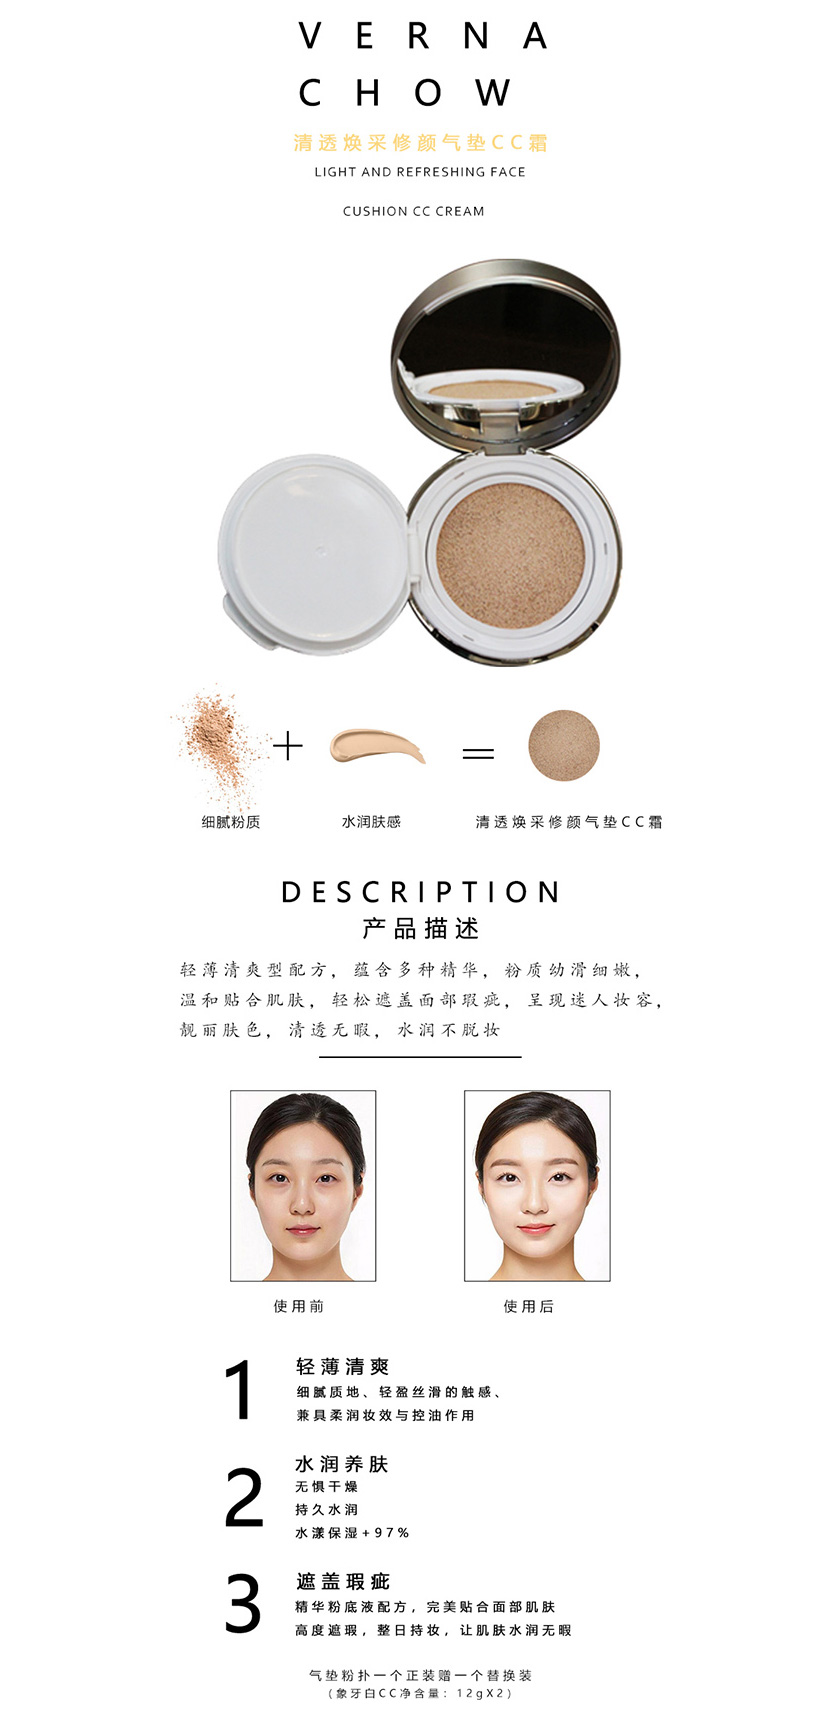 VERNA
CHOW
清透焕采修颜气垫CC霜
LIGHT AND REFRESHING FACE
CUSHION CC CREAM
细腻粉质
水润肤感
清透焕采修颜气垫CC霜
DESCRIPTION
产品描述
轻薄清爽型配方，蕴含多种精华，粉质幼滑细嫩，
温和贴合肌肤，轻松遮盖面部瑕疵，呈现迷人妆容，
靓丽肤色，清透无暇，水润不脱妆
使用前
使用后
1
轻薄清爽
细腻质地、轻盈丝滑的触感、
兼具柔润妆效与控油作用
2
水润养肤
无惧干燥
持久水润
水漾保湿+97%
3
遮盖瑕疵
精华粉底液配方，完美贴合面部肌肤
高度遮瑕，整日持妆，让肌肤水润无暇
气垫粉扑一个正装赠一个替换装
(象牙白CC净含量：12gX2)